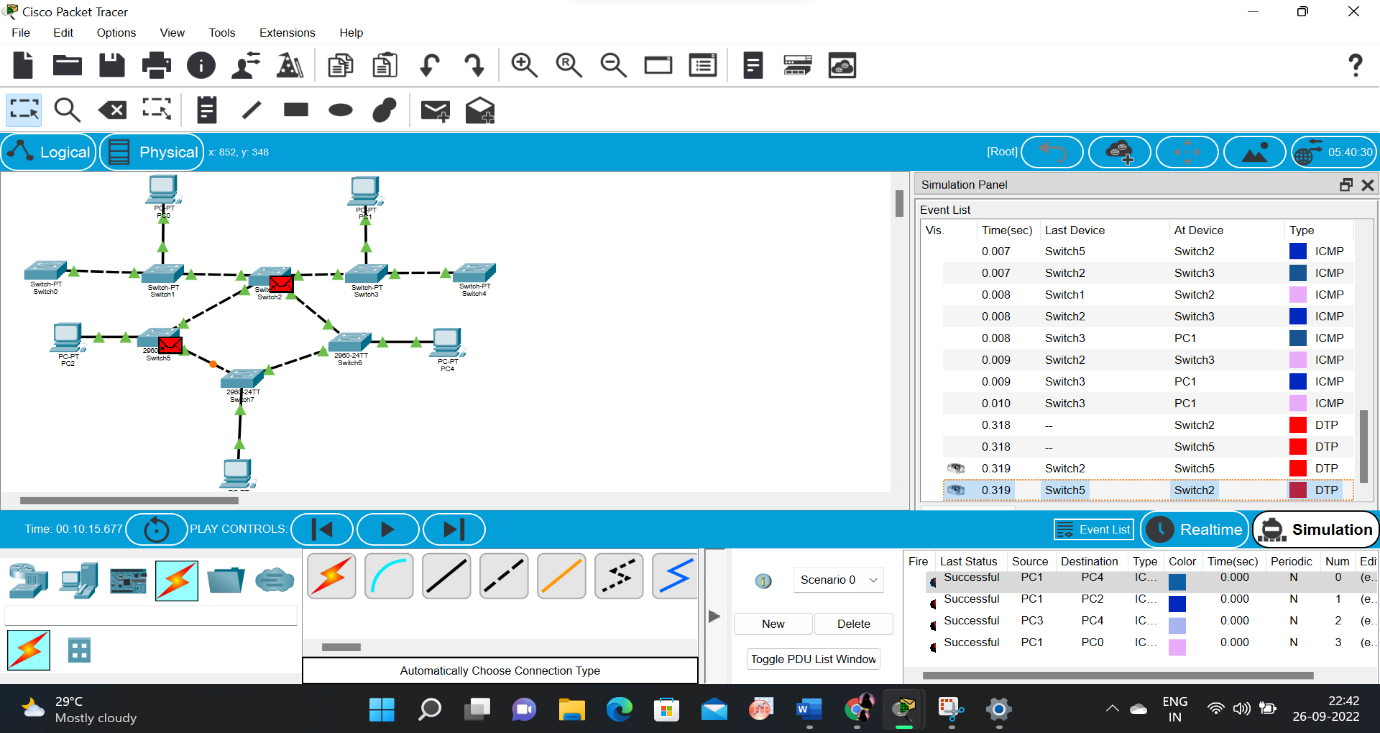 Cisco Packet Tracer
File Edit Options View Tools Extensions Help
Logical Physical x: 852, y: 348 [Root] 05:40:30
PC-PT
PC0
PC-PT
PC1
Switch-PT
Switch0
Switch-PT
Switch1
Switch2
Switch-PT
Switch3
Switch-PT
Switch4
PC-PT
PC2
Switch5
2960-24TT
Switch6
PC-PT
PC4
2960-24TT
Switch7
Simulation Panel
Event List
Vis. Time(sec) Last Device At Device Type
0.007 Switch5 Switch2 ICMP
0.007 Switch2 Switch3 ICMP
0.008 Switch1 Switch2 ICMP
0.008 Switch2 Switch3 ICMP
0.008 Switch3 PC1 ICMP
0.009 Switch2 Switch3 ICMP
0.009 Switch3 PC1 ICMP
0.010 Switch3 PC1 ICMP
0.318 -- Switch2 DTP
0.318 -- Switch5 DTP
0.319 Switch2 Switch5 DTP
0.319 Switch5 Switch2 DTP
Time: 00:10:15.677 PLAY CONTROLS: Event List Realtime Simulation
Scenario 0
New Delete
Toggle PDU List Window
Automatically Choose Connection Type
Fire Last Status Source Destination Type Color Time(sec) Periodic Num Edi
Successful PC1 PC4 IC... 0.000 N 0 (e..
Successful PC1 PC2 IC... 0.000 N 1 (e..
Successful PC3 PC4 IC... 0.000 N 2 (e..
Successful PC1 PC0 IC... 0.000 N 3 (e..
29°C
Mostly cloudy
ENG
IN
22:42
26-09-2022